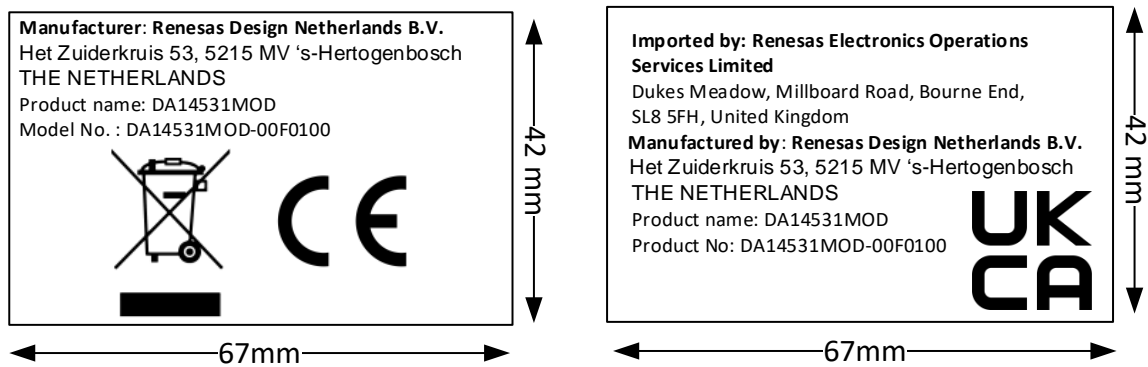 Manufacturer: Renesas Design Netherlands B.V.
Het Zuiderkruis 53, 5215 MV ‘s-Hertogenbosch
THE NETHERLANDS
Product name: DA14531MOD
Model No. : DA14531MOD-00F0100
CE
42 mm
67mm
Imported by: Renesas Electronics Operations
Services Limited
Dukes Meadow, Millboard Road, Bourne End,
SL8 5FH, United Kingdom
Manufactured by: Renesas Design Netherlands B.V.
Het Zuiderkruis 53, 5215 MV ‘s-Hertogenbosch
THE NETHERLANDS
Product name: DA14531MOD
Product No: DA14531MOD-00F0100
UK
CA
42 mm
67mm